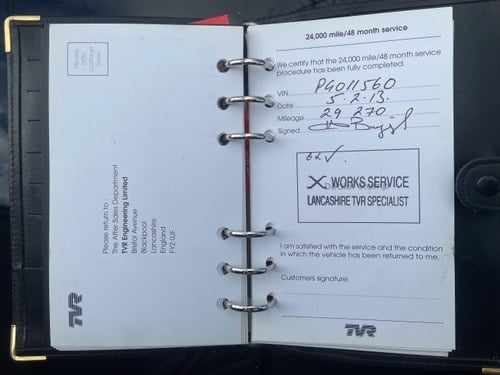 Please
affix
postage
here
Please return to :
The After Sales Department
TVR Engineering Limited
Bristol Avenue
Blackpool
Lancashire
England
FY2 0JF
TVR
24,000 mile/48 month service
We certify that the 24,000 mile/48 month service
procedure has been fully completed.
VIN PG011560
Date 5.2.13.
Mileage 29 270
Signed
X WORKS SERVICE
LANCASHIRE TVR SPECIALIST
I am satisfied with the service and the condition
in which the vehicle has been returned to me.
Customers signature:
TVR